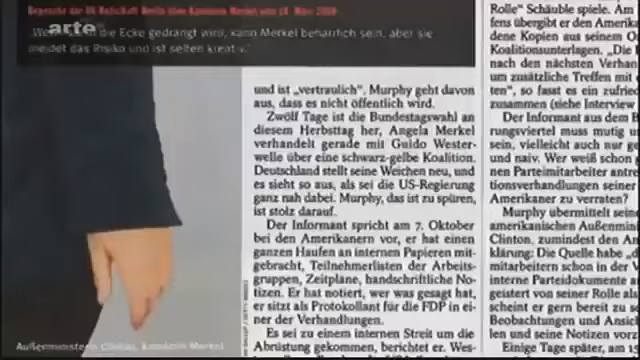 Depesche der US-Botschaft Berlin über Kanzlerin Merkel vom 24. März 2009
arte
die Ecke gedrängt wird, kann Merkel beharrlich sein, aber sie
meidet das Risiko und ist selten kreativ.“
und ist „vertraulich“. Murphy geht davon
aus, dass es nicht öffentlich wird.
Zwölf Tage ist die Bundestagswahl an
diesem Herbsttag her, Angela Merkel
verhandelt gerade mit Guido Wester-
welle über eine schwarz-gelbe Koalition.
Deutschland stellt seine Weichen neu, und
es sieht so aus, als sei die US-Regierung
ganz nah dabei. Murphy, das ist zu spüren,
ist stolz darauf.
Der Informant spricht am 7. Oktober
bei den Amerikanern vor, er hat einen
ganzen Haufen an internen Papieren mit-
gebracht, Teilnehmerlisten der Arbeits-
gruppen, Zeitpläne, handschriftliche No-
tizen. Er hat notiert, wer was gesagt hat,
er sitzt als Protokollant für die FDP in ei-
ner der Verhandlungen.
Es sei zu einem internen Streit um die
Abrüstung gekommen, berichtet er. Wes-
Rolle“ Schäuble spiele. Am
fens übergibt er den Amerika
dene Kopien aus seinem O
Koalitionsunterlagen. „Die
nach den nächsten Verhan
um zusätzliche Treffen mit
ten“, so fasst es ein zufried
zusammen (siehe Interview
Der Informant aus dem B
rungsviertel muss mutig u
sein, vielleicht auch nur ge
und naiv. Wer weiß schon
nen Parteimitarbeiter antre
tionsverhandlungen seiner
Amerikaner zu verraten?
Murphy übermittelt sein
amerikanischen Außenmin
Clinton, zumindest den An
klärung: Die Quelle habe „d
mitarbeitern schon in der V
interne Parteidokumente a
geistert von seiner Rolle als
scheint er gern bereit zu se
Beobachtungen und Ansich
len und seine Notizen vorz
Einige Tage später, am 15
Außenministerin Clinton, Kanzlerin Merkel